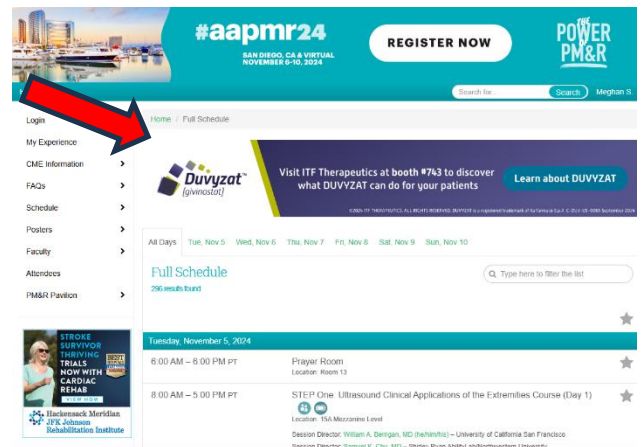 #aapmr24
SAN DIEGO, CA & VIRTUAL
NOVEMBER 6-10, 2024
REGISTER NOW
THE
POWER
OF
PM&R
Search for...
Search
Meghan S.
Login
My Experience
CME Information
FAQs
Schedule
Posters
Faculty
Attendees
PM&R Pavilion
Home / Full Schedule
Duvyzat™
[givinostat]
Visit ITF Therapeutics at booth #743 to discover
what DUVYZAT can do for your patients
Learn about DUVYZAT
All Days Tue, Nov 5 Wed, Nov 6 Thu, Nov 7 Fri, Nov 8 Sat, Nov 9 Sun, Nov 10
Full Schedule
296 results found
Type here to filter the list
Tuesday, November 5, 2024
6:00 AM – 6:00 PM PT
Prayer Room
Location: Room 13
8:00 AM – 5:00 PM PT
STEP One: Ultrasound Clinical Applications of the Extremities Course (Day 1)
Location: 15A Mezzanine Level
Session Director: William A. Berrigan, MD (he/him/his) – University of California San Francisco
STROKE
SURVIVOR
THRIVING
TRIALS
NOW WITH
CARDIAC
REHAB
VIEW NOW
BEST
Hackensack Meridian
JFK Johnson
Rehabilitation Institute